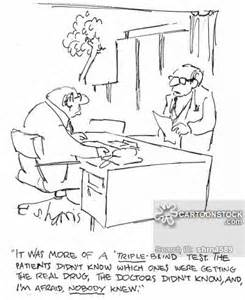 CARTOONSTOCK
.com
Search ID: shrn4589
"IT WAS MORE OF A 'TRIPLE-BLIND' TEST. THE
PATIENTS DIDN'T KNOW WHICH ONES WERE GETTING
THE REAL DRUG, THE DOCTORS DIDN'T KNOW, AND
I'M AFRAID, NOBODY KNEW."